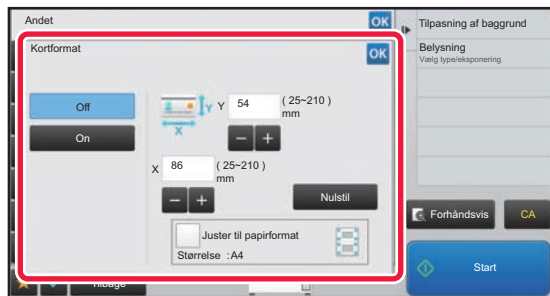 Andet
OK
Kortformat
OK
Off
On
Y
X
Y 54 ( 25~210 )
mm
X 86 ( 25~210 )
mm
Nulstil
Juster til papirformat
Størrelse :A4
Tilbage
Tilpasning af baggrund
Belysning
Vælg type/eksponering
Forhåndsvis
CA
Start